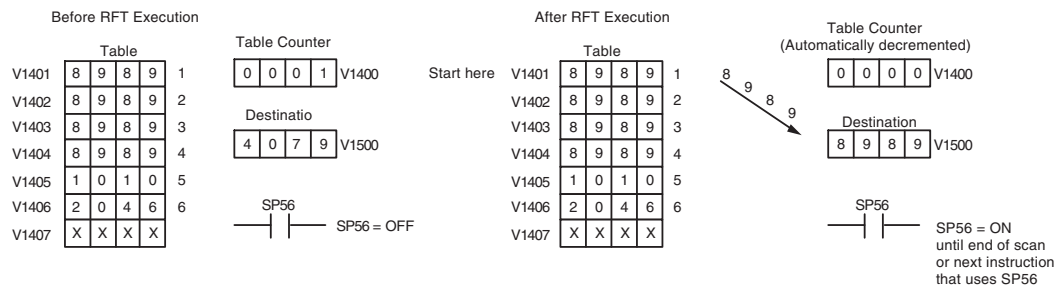 Before RFT Execution
Table
V1401 8 9 8 9 1
V1402 8 9 8 9 2
V1403 8 9 8 9 3
V1404 8 9 8 9 4
V1405 1 0 1 0 5
V1406 2 0 4 6 6
V1407 X X X X
Table Counter
0 0 0 1 V1400
Destinatio
4 0 7 9 V1500
SP56
SP56 = OFF
After RFT Execution
Table
Start here V1401 8 9 8 9 1
V1402 8 9 8 9 2
V1403 8 9 8 9 3
V1404 8 9 8 9 4
V1405 1 0 1 0 5
V1406 2 0 4 6 6
V1407 X X X X
8 9 8 9
Table Counter
(Automatically decremented)
0 0 0 0 V1400
Destination
8 9 8 9 V1500
SP56
SP56 = ON
until end of scan
or next instruction
that uses SP56